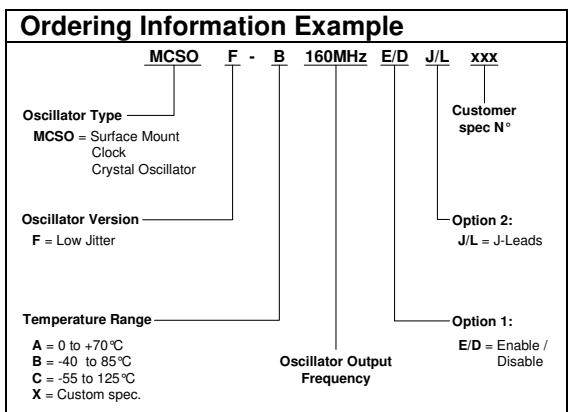 Ordering Information Example
MCSO F - B 160MHz E/D J/L xxx
Oscillator Type
MCSO = Surface Mount
Clock
Crystal Oscillator
Customer
spec N°
Oscillator Version
F = Low Jitter
Option 2:
J/L = J-Leads
Temperature Range
A = 0 to +70°C
B = -40 to 85°C
C = -55 to 125°C
X = Custom spec.
Oscillator Output
Frequency
Option 1:
E/D = Enable /
Disable